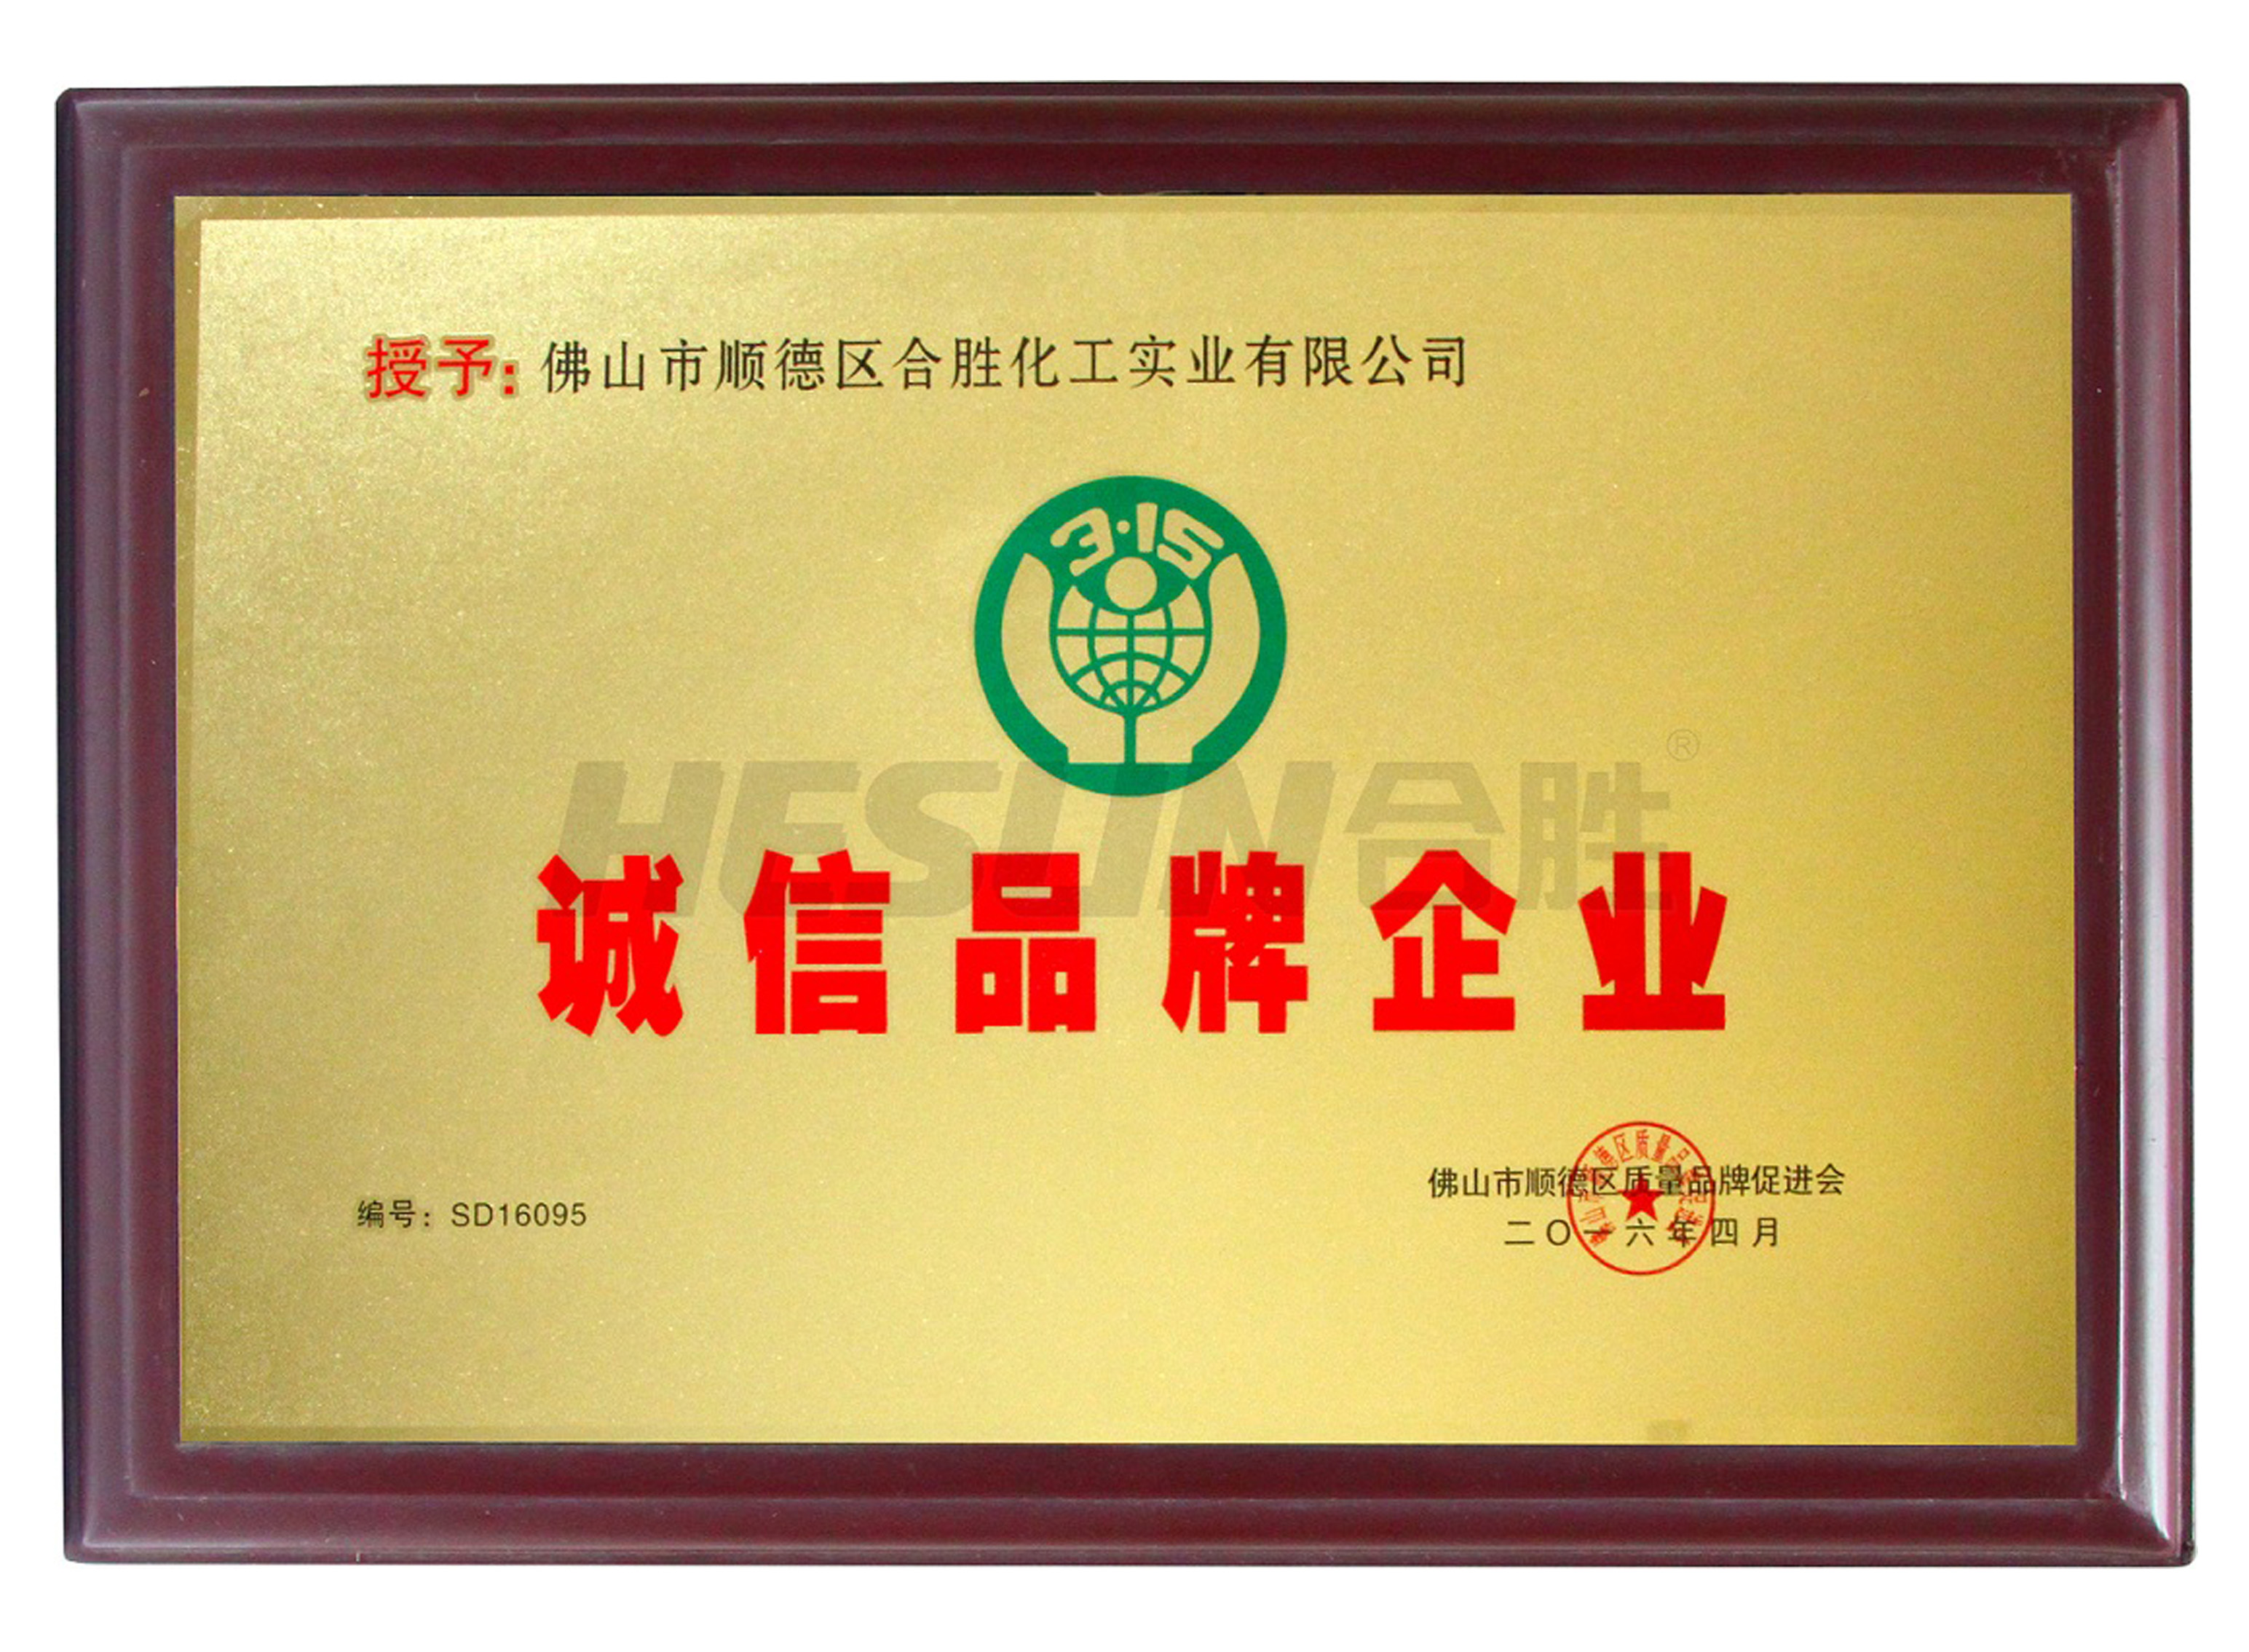 授予：佛山市顺德区合胜化工实业有限公司
3·15
HESUN合胜®
诚信品牌企业
佛山市顺德区质量品牌促进会
编号：SD16095
二〇一六年四月